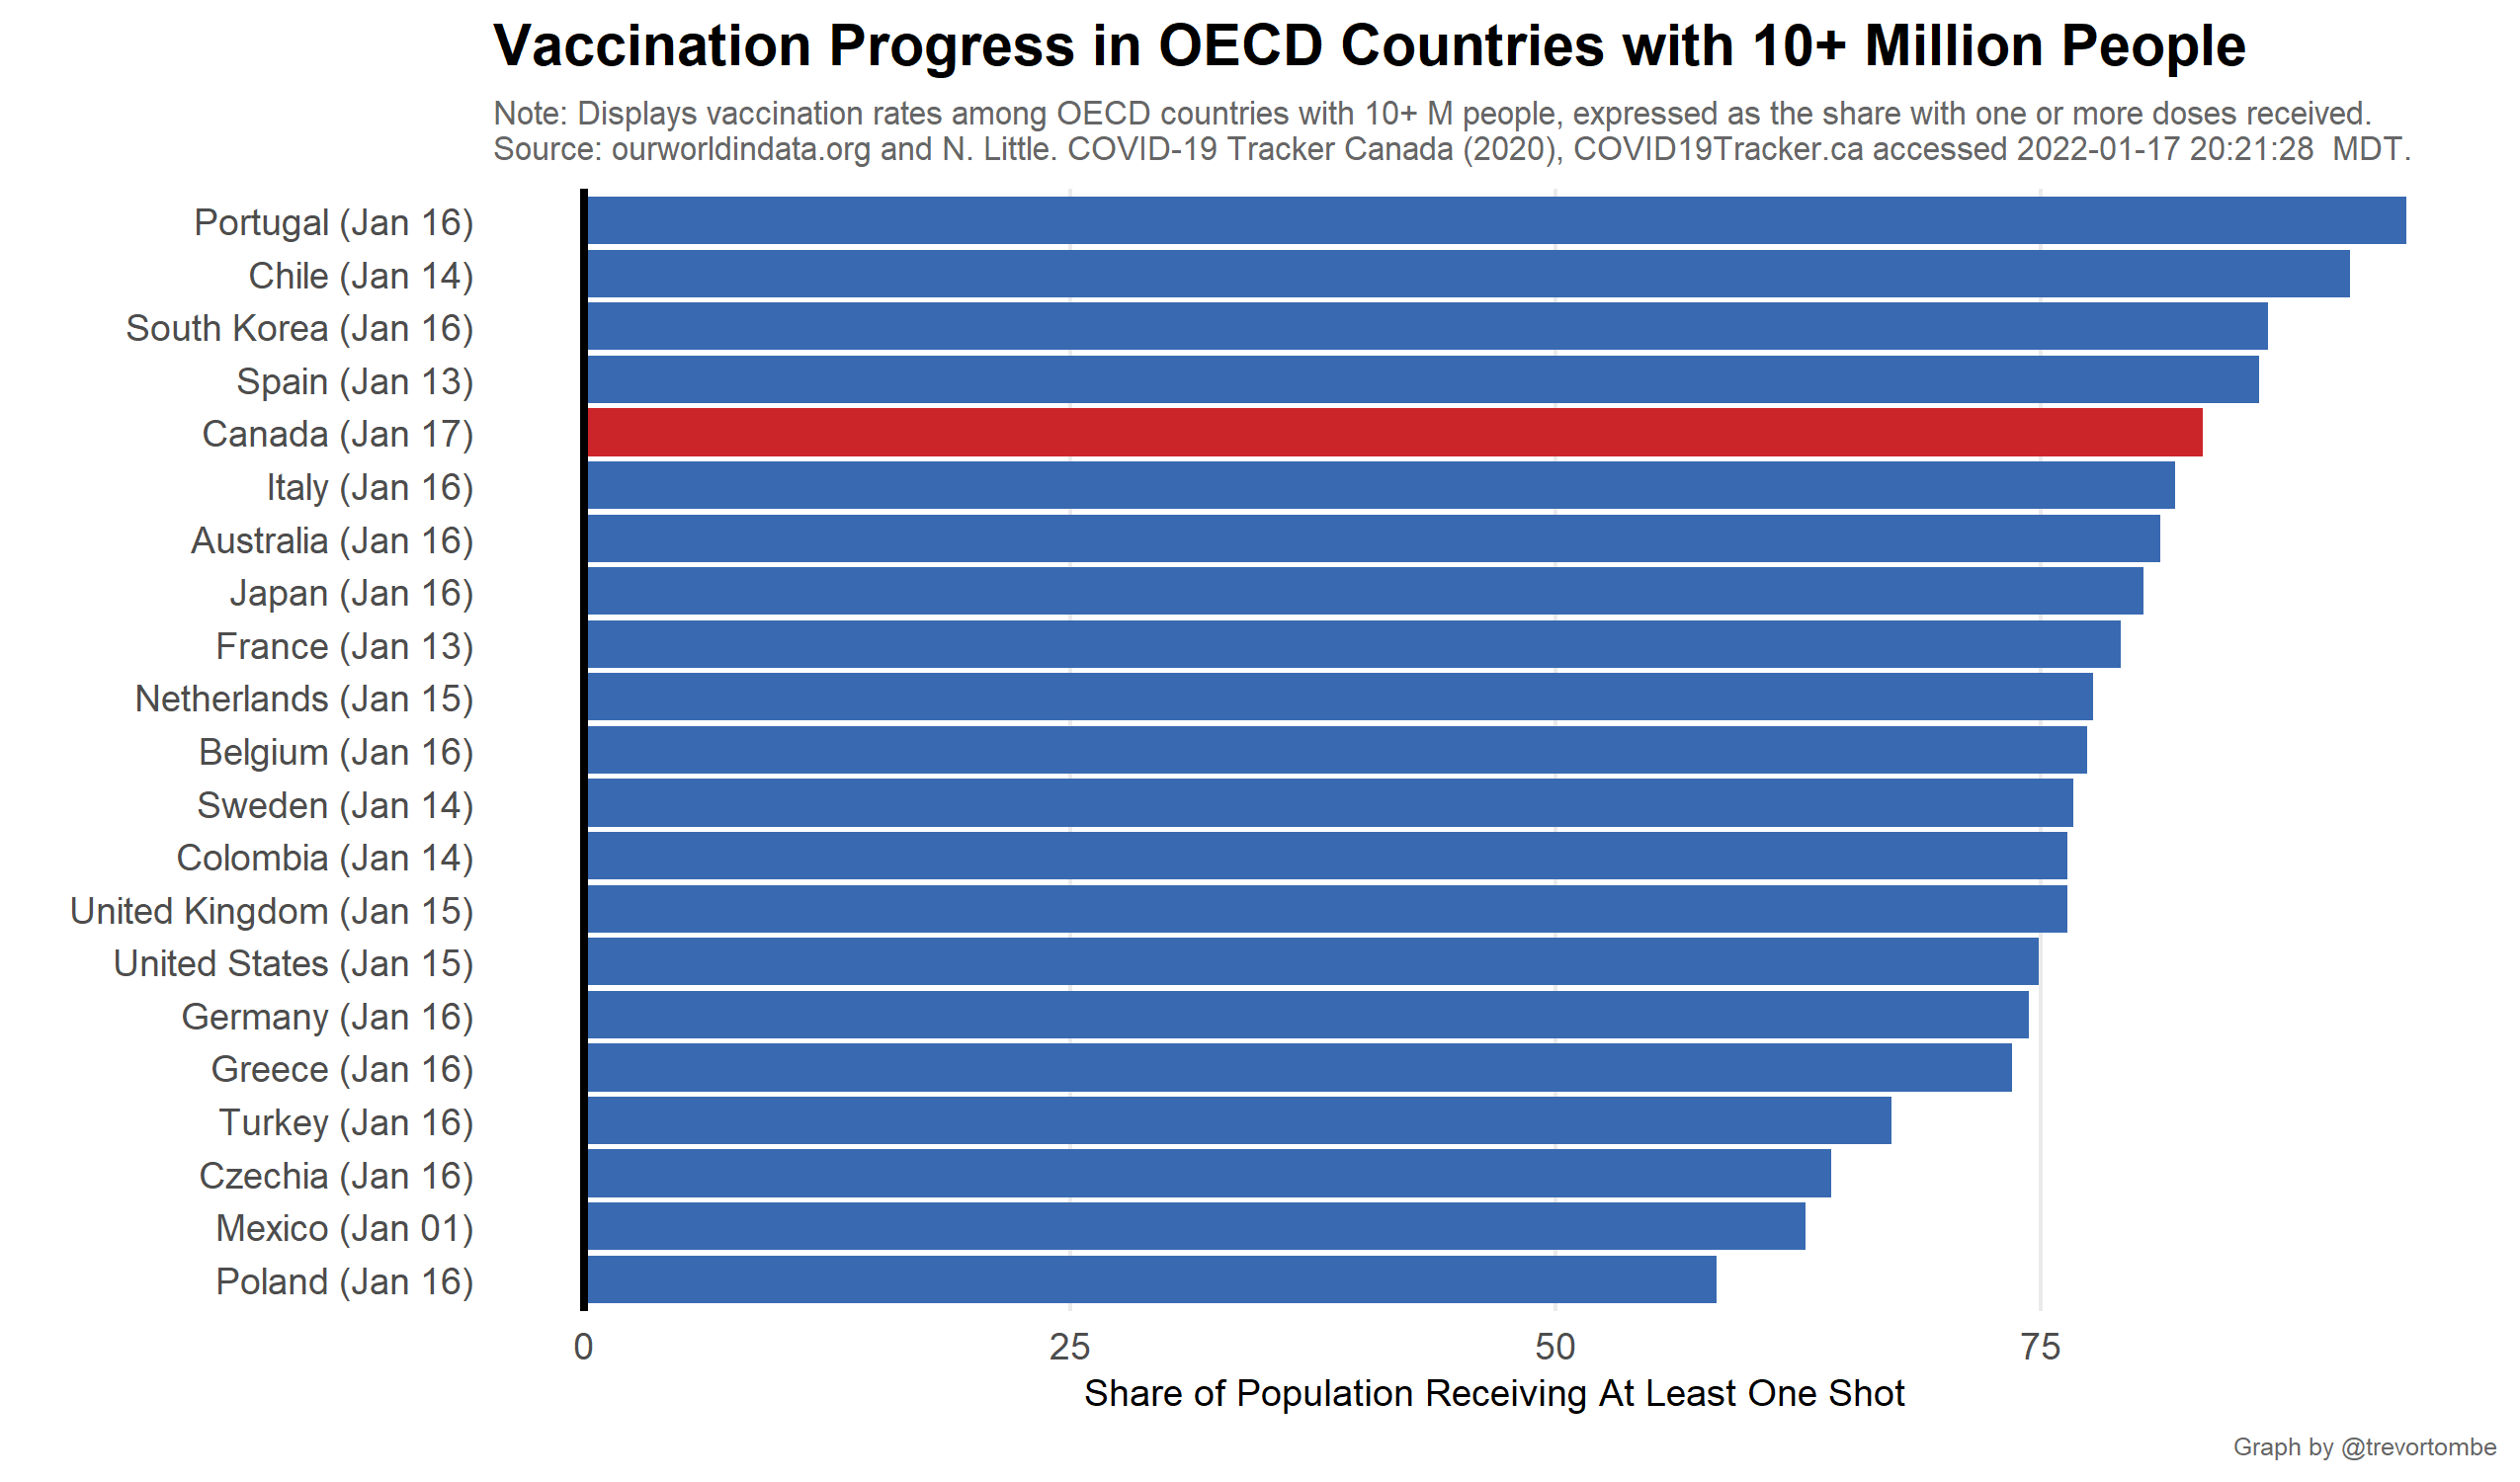 Vaccination Progress in OECD Countries with 10+ Million People
Note: Displays vaccination rates among OECD countries with 10+ M people, expressed as the share with one or more doses received.
Source: ourworldindata.org and N. Little. COVID-19 Tracker Canada (2020), COVID19Tracker.ca accessed 2022-01-17 20:21:28  MDT.
Portugal (Jan 16)
Chile (Jan 14)
South Korea (Jan 16)
Spain (Jan 13)
Canada (Jan 17)
Italy (Jan 16)
Australia (Jan 16)
Japan (Jan 16)
France (Jan 13)
Netherlands (Jan 15)
Belgium (Jan 16)
Sweden (Jan 14)
Colombia (Jan 14)
United Kingdom (Jan 15)
United States (Jan 15)
Germany (Jan 16)
Greece (Jan 16)
Turkey (Jan 16)
Czechia (Jan 16)
Mexico (Jan 01)
Poland (Jan 16)
0 25 50 75
Share of Population Receiving At Least One Shot
Graph by @trevortombe